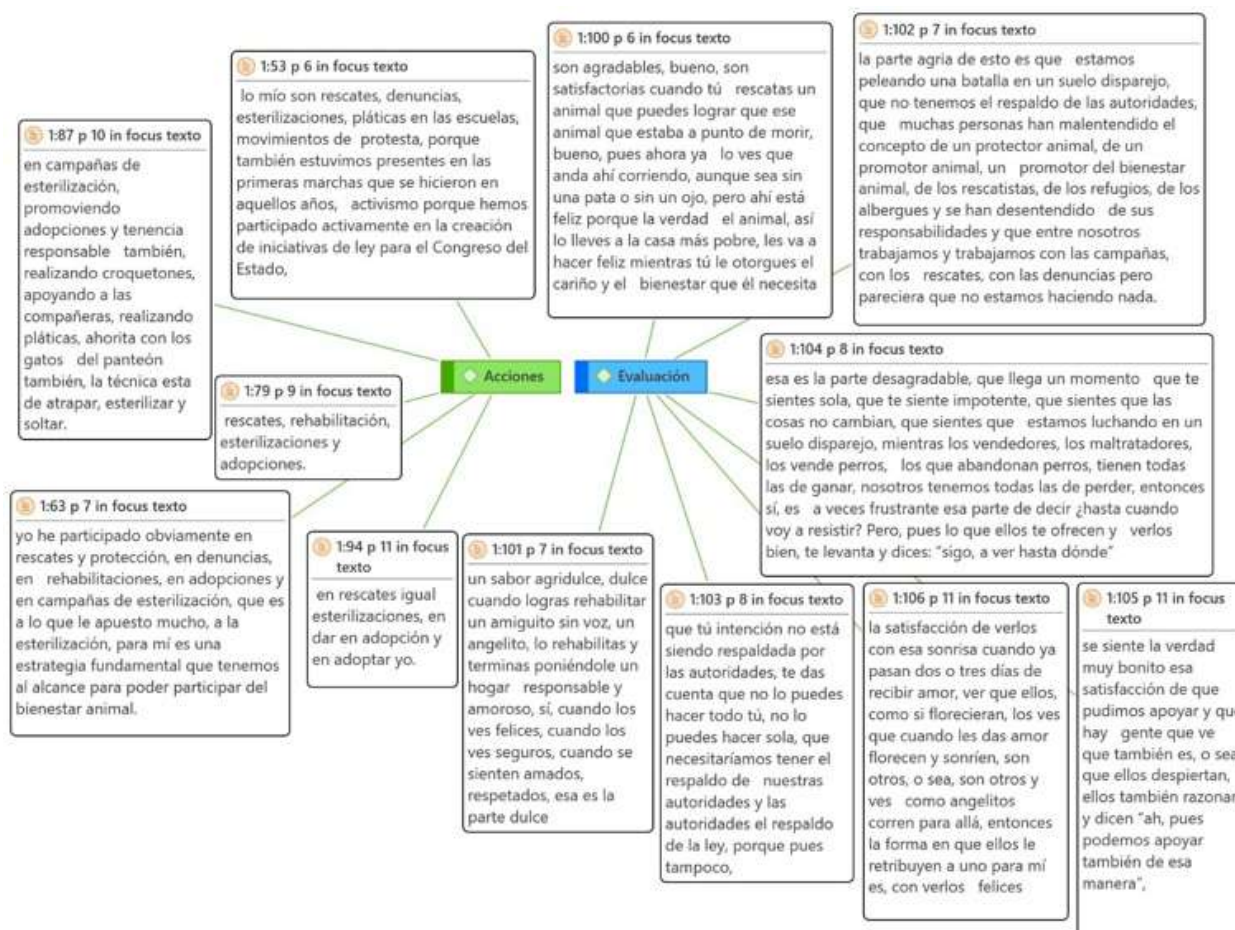 1:87 p 10 in focus texto
en campañas de
esterilización,
promoviendo
adopciones y tenencia
responsable también,
realizando croquetones,
apoyando a las
compañeras, realizando
pláticas, ahorita con los
gatos del panteón
también, la técnica esta
de atrapar, esterilizar y
soltar.
1:53 p 6 in focus texto
lo mío son rescates, denuncias,
esterilizaciones, pláticas en las escuelas,
movimientos de protesta, porque
también estuvimos presentes en las
primeras marchas que se hicieron en
aquellos años, activismo porque hemos
participado activamente en la creación
de iniciativas de ley para el Congreso del
Estado,
1:100 p 6 in focus texto
son agradables, bueno, son
satisfactorias cuando tú rescatas un
animal que puedes lograr que ese
animal que estaba a punto de morir,
bueno, pues ahora ya lo ves que
anda ahí corriendo, aunque sea sin
una pata o sin un ojo, pero ahí está
feliz porque la verdad el animal, así
lo lleves a la casa más pobre, les va a
hacer feliz mientras tú le otorgues el
cariño y el bienestar que él necesita
1:102 p 7 in focus texto
la parte agria de esto es que estamos
peleando una batalla en un suelo disparejo,
que no tenemos el respaldo de las autoridades,
que muchas personas han malentendido el
concepto de un protector animal, de un
promotor animal, un promotor del bienestar
animal, de los rescatistas, de los refugios, de los
albergues y se han desentendido de sus
responsabilidades y que entre nosotros
trabajamos y trabajamos con las campañas,
con los rescates, con las denuncias pero
pareciera que no estamos haciendo nada.
Acciones
Evaluación
1:79 p 9 in focus texto
rescates, rehabilitación,
esterilizaciones y
adopciones.
1:104 p 8 in focus texto
esa es la parte desagradable, que llega un momento que te
sientes sola, que te siente impotente, que sientes que las
cosas no cambian, que sientes que estamos luchando en un
suelo disparejo, mientras los vendedores, los maltratadores,
los vende perros, los que abandonan perros, tienen todas
las de ganar, nosotros tenemos todas las de perder, entonces
sí, es a veces frustrante esa parte de decir ¿hasta cuando
voy a resistir? Pero, pues lo que ellos te ofrecen y verlos
bien, te levanta y dices: "sigo, a ver hasta dónde"
1:63 p 7 in focus texto
yo he participado obviamente en
rescates y protección, en denuncias,
en rehabilitaciones, en adopciones y
en campañas de esterilización, que es
a lo que le apuesto mucho, a la
esterilización, para mí es una
estrategia fundamental que tenemos
al alcance para poder participar del
bienestar animal.
1:94 p 11 in focus
texto
en rescates igual
esterilizaciones, en
dar en adopción y
en adoptar yo.
1:101 p 7 in focus texto
un sabor agridulce, dulce
cuando logras rehabilitar
un amiguito sin voz, un
angelito, lo rehabilitas y
terminas poniéndole un
hogar responsable y
amoroso, sí, cuando los
ves felices, cuando los
ves seguros, cuando se
sienten amados,
respetados, esa es la
parte dulce
1:103 p 8 in focus texto
que tú intención no está
siendo respaldada por
las autoridades, te das
cuenta que no lo puedes
hacer todo tú, no lo
puedes hacer sola, que
necesitaríamos tener el
respaldo de nuestras
autoridades y las
autoridades el respaldo
de la ley, porque pues
tampoco,
1:106 p 11 in focus texto
la satisfacción de verlos
con esa sonrisa cuando ya
pasan dos o tres días de
recibir amor, ver que ellos,
como si florecieran, los ves
que cuando les das amor
florecen y sonríen, son
otros, o sea, son otros y
ves como angelitos
corren para allá, entonces
la forma en que ellos le
retribuyen a uno para mí
es, con verlos felices
1:105 p 11 in focus
texto
se siente la verdad
muy bonito esa
satisfacción de que
pudimos apoyar y que
hay gente que ve
que también es, o sea
que ellos despiertan,
ellos también razonan
y dicen "ah, pues
podemos apoyar
también de esa
manera",